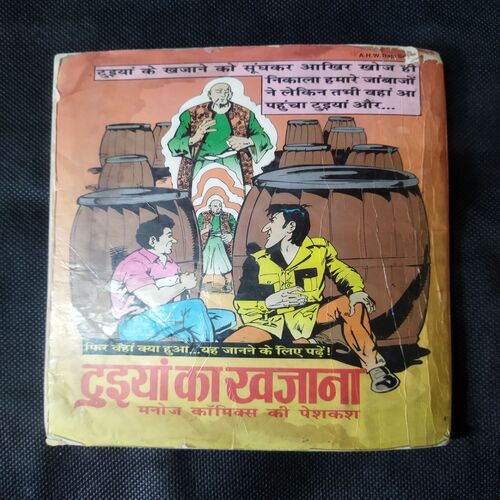 A.H.W. 
टुइयां के खजाने को सूंघकर आखिर खोज ही
निकाला हमारे जांबाजों
ने लेकिन तभी वहां आ
पहुंचा टुइयां और...
फिर वहां क्या हुआ...यह जानने के लिए पढ़ें!
टुइयां का खजाना
मनोज कॉमिक्स की पेशकश